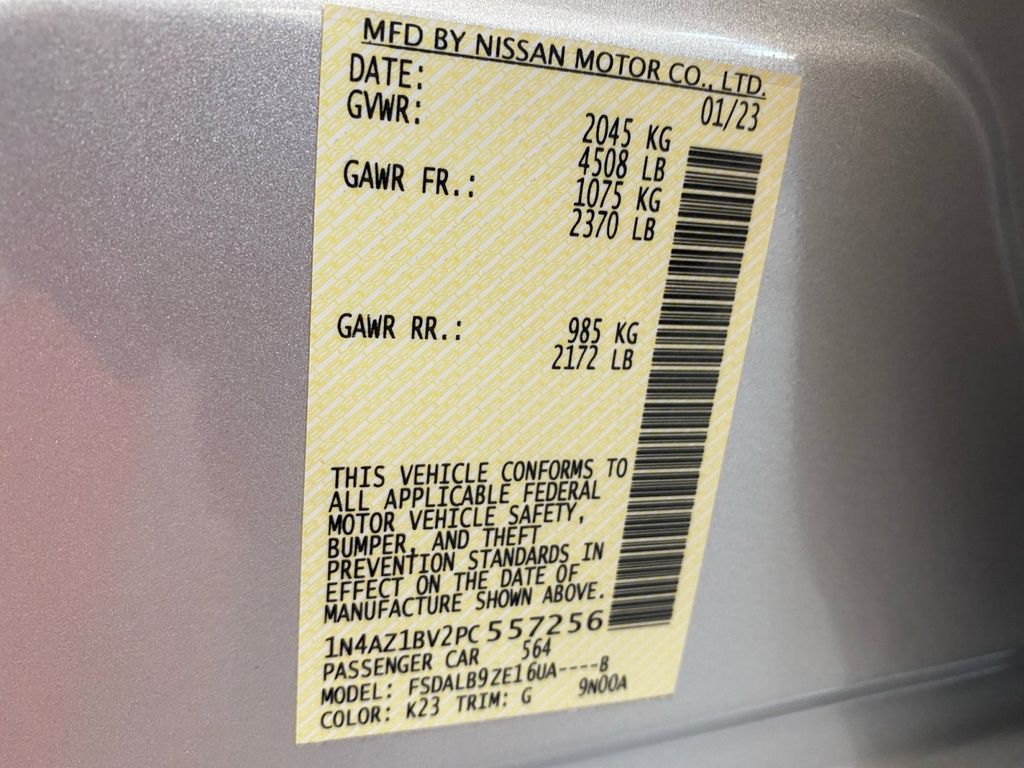 MFD BY NISSAN MOTOR CO., LTD.
DATE: 01/23
GVWR: 2045 KG
4508 LB
GAWR FR.: 1075 KG
2370 LB
GAWR RR.: 985 KG
2172 LB
THIS VEHICLE CONFORMS TO
ALL APPLICABLE FEDERAL
MOTOR VEHICLE SAFETY,
BUMPER, AND THEFT
PREVENTION STANDARDS IN
EFFECT ON THE DATE OF
MANUFACTURE SHOWN ABOVE.
1N4AZ1BV2PC557256
PASSENGER CAR 564
MODEL: FSDALB9ZE16UA----B
COLOR: K23 TRIM: G 9N00A